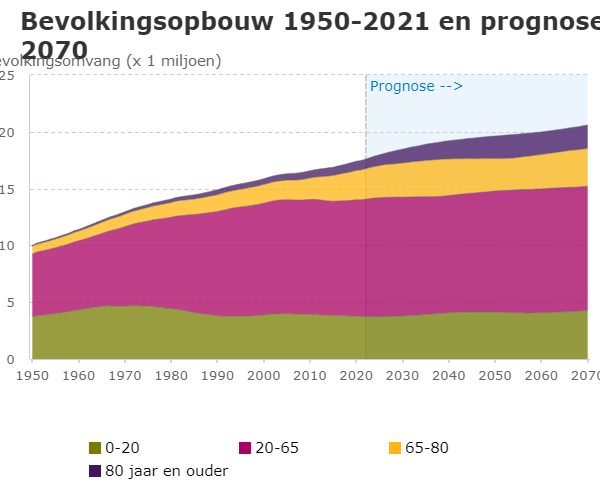 Bevolkingsopbouw 1950-2021 en prognose
2070
evolkingsomvang (x 1 miljoen)
25
Prognose -->
20
15
10
5
0
1950 1960 1970 1980 1990 2000 2010 2020 2030 2040 2050 2060 2070
0-20 20-65 65-80
80 jaar en ouder